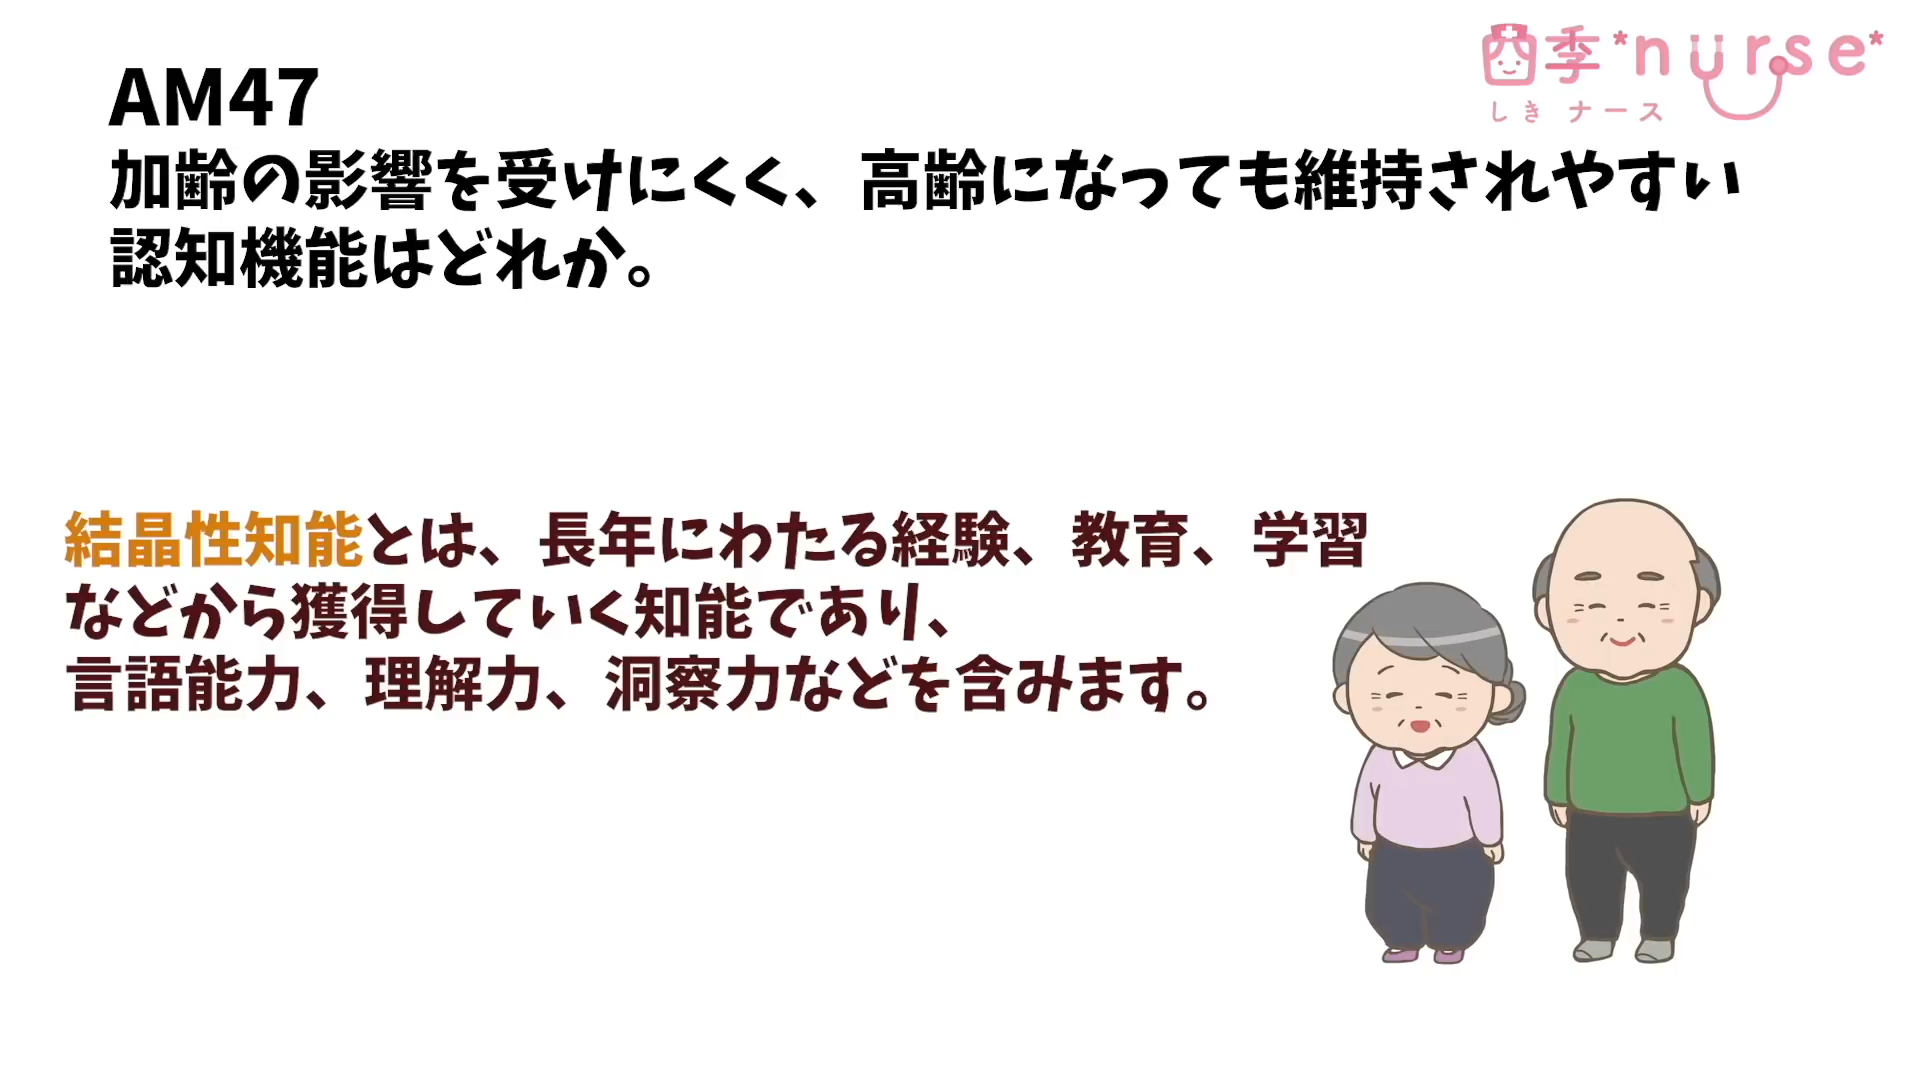 四季*nurse*
しき ナース
AM47
加齢の影響を受けにくく、高齢になっても維持されやすい
認知機能はどれか。
結晶性知能とは、長年にわたる経験、教育、学習
などから獲得していく知能であり、
言語能力、理解力、洞察力などを含みます。